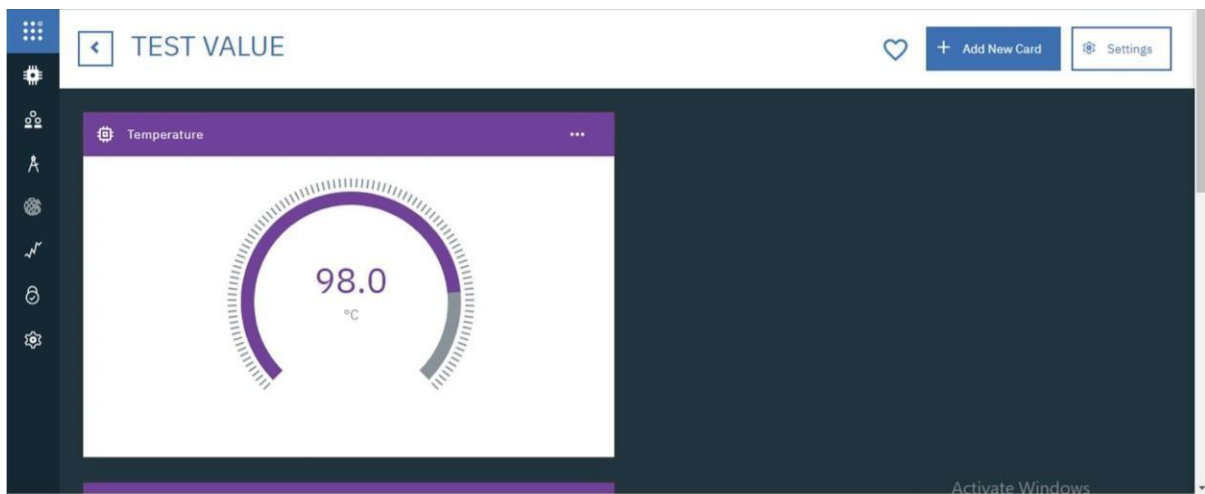 TEST VALUE
+ Add New Card
Settings
Temperature
98.0
°C
Activate Windows